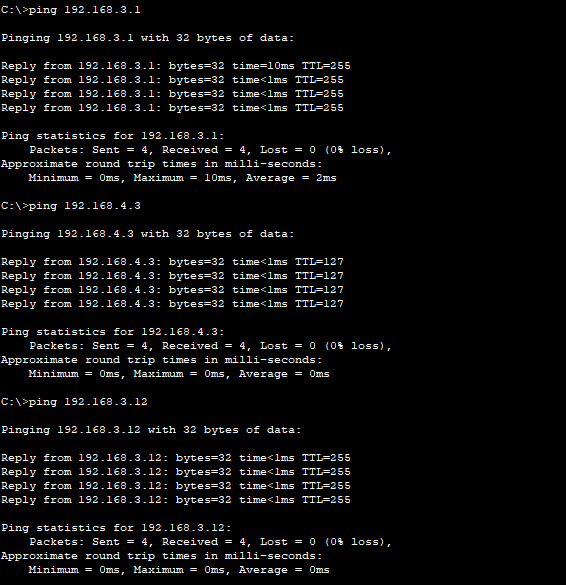 C:\>ping 192.168.3.1
Pinging 192.168.3.1 with 32 bytes of data:
Reply from 192.168.3.1: bytes=32 time=10ms TTL=255
Reply from 192.168.3.1: bytes=32 time<1ms TTL=255
Reply from 192.168.3.1: bytes=32 time<1ms TTL=255
Reply from 192.168.3.1: bytes=32 time<1ms TTL=255
Ping statistics for 192.168.3.1:
    Packets: Sent = 4, Received = 4, Lost = 0 (0% loss),
Approximate round trip times in milli-seconds:
    Minimum = 0ms, Maximum = 10ms, Average = 2ms
C:\>ping 192.168.4.3
Pinging 192.168.4.3 with 32 bytes of data:
Reply from 192.168.4.3: bytes=32 time<1ms TTL=127
Reply from 192.168.4.3: bytes=32 time<1ms TTL=127
Reply from 192.168.4.3: bytes=32 time<1ms TTL=127
Reply from 192.168.4.3: bytes=32 time<1ms TTL=127
Ping statistics for 192.168.4.3:
    Packets: Sent = 4, Received = 4, Lost = 0 (0% loss),
Approximate round trip times in milli-seconds:
    Minimum = 0ms, Maximum = 0ms, Average = 0ms
C:\>ping 192.168.3.12
Pinging 192.168.3.12 with 32 bytes of data:
Reply from 192.168.3.12: bytes=32 time<1ms TTL=255
Reply from 192.168.3.12: bytes=32 time<1ms TTL=255
Reply from 192.168.3.12: bytes=32 time<1ms TTL=255
Reply from 192.168.3.12: bytes=32 time<1ms TTL=255
Ping statistics for 192.168.3.12:
    Packets: Sent = 4, Received = 4, Lost = 0 (0% loss),
Approximate round trip times in milli-seconds:
    Minimum = 0ms, Maximum = 0ms, Average = 0ms